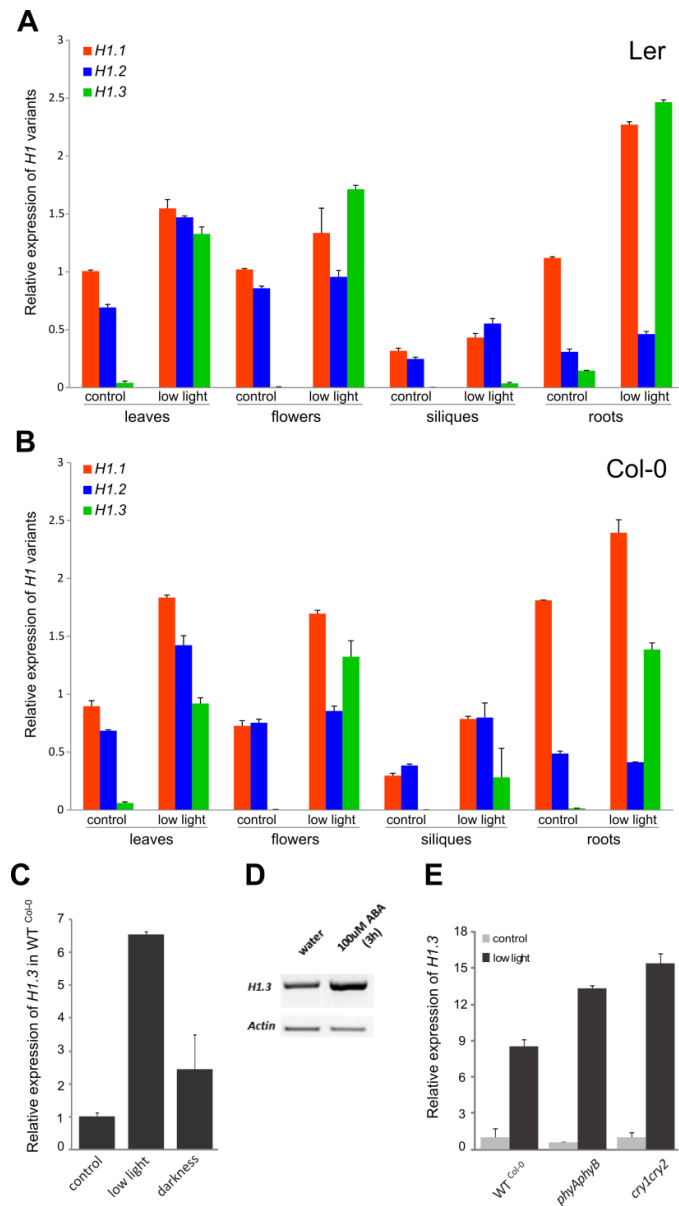 A
Ler
Relative expression of H1 variants
3
2.5
2
1.5
1
0.5
0
H1.1
H1.2
H1.3
control
low light
control
low light
control
low light
control
low light
leaves
flowers
siliques
roots
B
Col-0
Relative expression of H1 variants
3
2.5
2
1.5
1
0.5
0
H1.1
H1.2
H1.3
control
low light
control
low light
control
low light
control
low light
leaves
flowers
siliques
roots
C
Relative expression of H1.3 in WT Col-0
7
6
5
4
3
2
1
0
control
low light
darkness
D
water
100uM ABA
(3h)
H1.3
Actin
E
Relative expression of H1.3
18
15
12
9
6
3
0
control
low light
WT Col-0
phyAphyB
cry1cry2